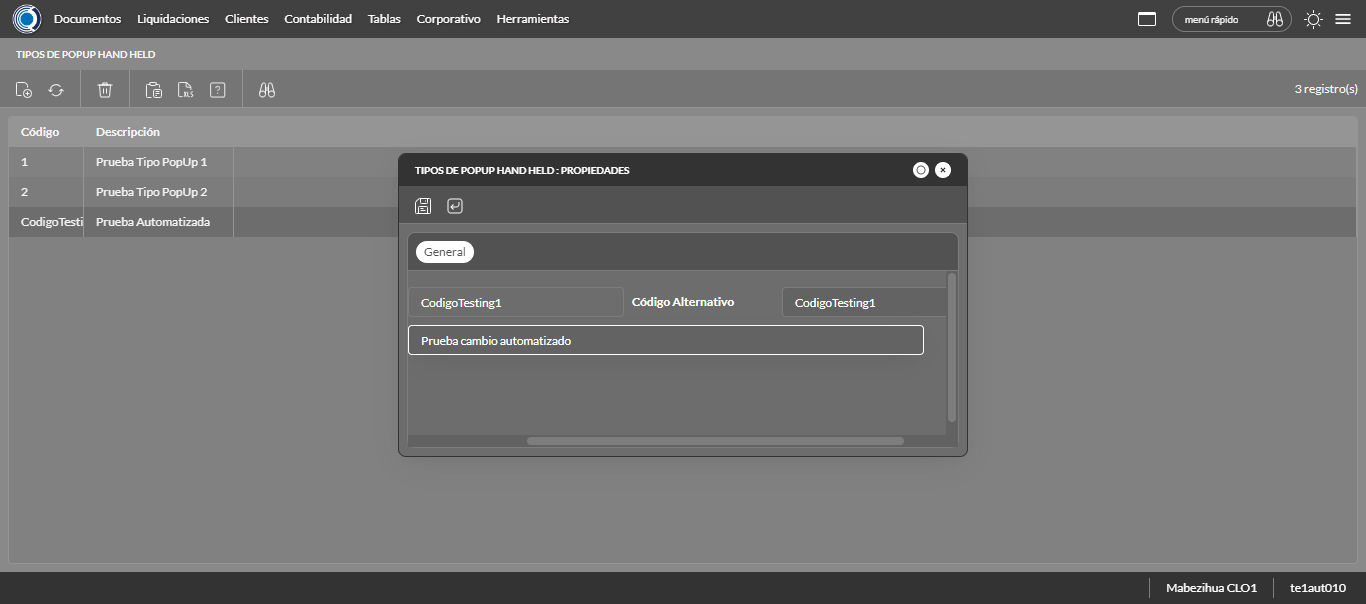 Documentos Liquidaciones Clientes Contabilidad Tablas Corporativo Herramientas menú rápido
TIPOS DE POPUP HAND HELD
XLS ? 3 registro(s)
Código Descripción
1 Prueba Tipo PopUp 1
2 Prueba Tipo PopUp 2
CodigoTesti Prueba Automatizada
TIPOS DE POPUP HAND HELD : PROPIEDADES
General
CodigoTesting1 Código Alternativo CodigoTesting1
Prueba cambio automatizado
Mabezihua CLO1 te1aut010